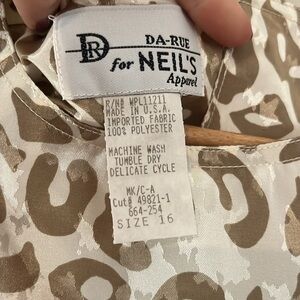 DR
DA-RUE
for NEIL'S
Apparel
R/N# WPL11211
MADE IN U.S.A.
IMPORTED FABRIC
100% POLYESTER
MACHINE WASH
TUMBLE DRY
DELICATE CYCLE
MK/C-A
Cut# 49821-1
664-254
SIZE 16